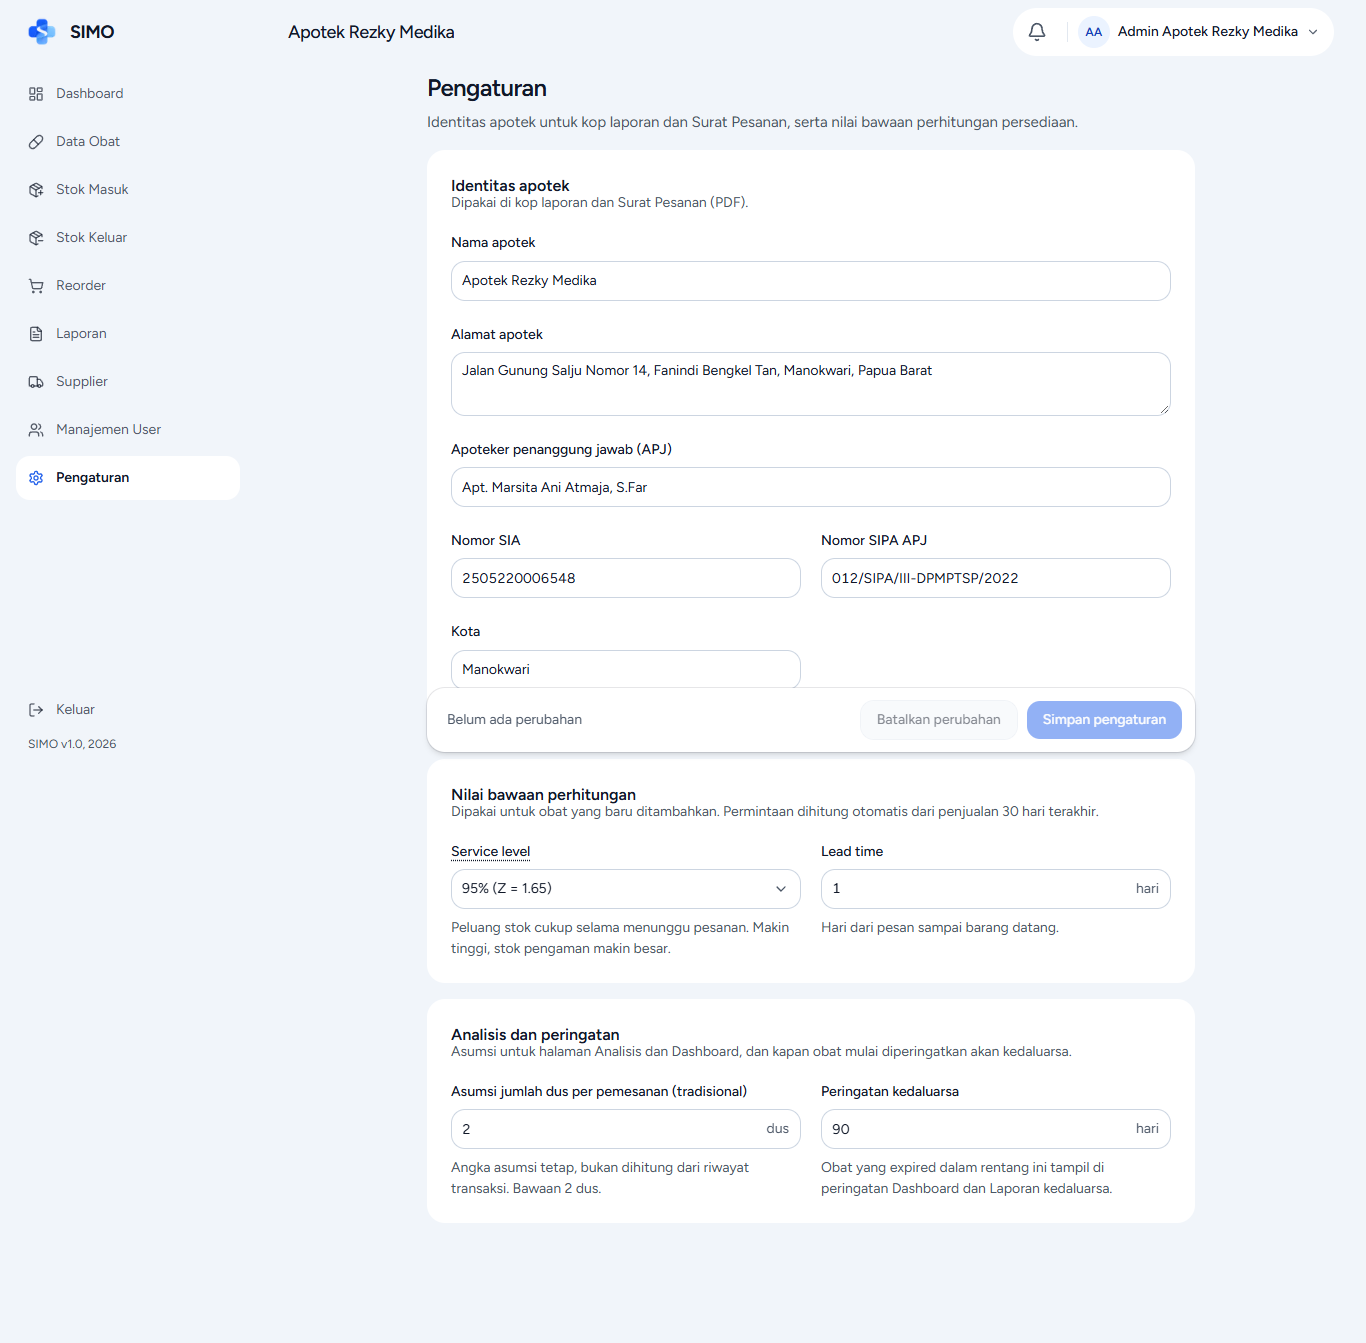 SIMO
Apotek Rezky Medika
AA
Admin Apotek Rezky Medika
Dashboard
Data Obat
Stok Masuk
Stok Keluar
Reorder
Laporan
Supplier
Manajemen User
Pengaturan
Keluar
SIMO v1.0, 2026
Pengaturan
Identitas apotek untuk kop laporan dan Surat Pesanan, serta nilai bawaan perhitungan persediaan.
Identitas apotek
Dipakai di kop laporan dan Surat Pesanan (PDF).
Nama apotek
Apotek Rezky Medika
Alamat apotek
Jalan Gunung Salju Nomor 14, Fanindi Bengkel Tan, Manokwari, Papua Barat
Apoteker penanggung jawab (APJ)
Apt. Marsita Ani Atmaja, S.Far
Nomor SIA
2505220006548
Nomor SIPA APJ
012/SIPA/III-DPMPTSP/2022
Kota
Manokwari
Belum ada perubahan
Batalkan perubahan
Simpan pengaturan
Nilai bawaan perhitungan
Dipakai untuk obat yang baru ditambahkan. Permintaan dihitung otomatis dari penjualan 30 hari terakhir.
Service level
95% (Z = 1.65)
Peluang stok cukup selama menunggu pesanan. Makin
tinggi, stok pengaman makin besar.
Lead time
1
hari
Hari dari pesan sampai barang datang.
Analisis dan peringatan
Asumsi untuk halaman Analisis dan Dashboard, dan kapan obat mulai diperingatkan akan kedaluarsa.
Asumsi jumlah dus per pemesanan (tradisional)
2
dus
Angka asumsi tetap, bukan dihitung dari riwayat
transaksi. Bawaan 2 dus.
Peringatan kedaluarsa
90
hari
Obat yang expired dalam rentang ini tampil di
peringatan Dashboard dan Laporan kedaluarsa.